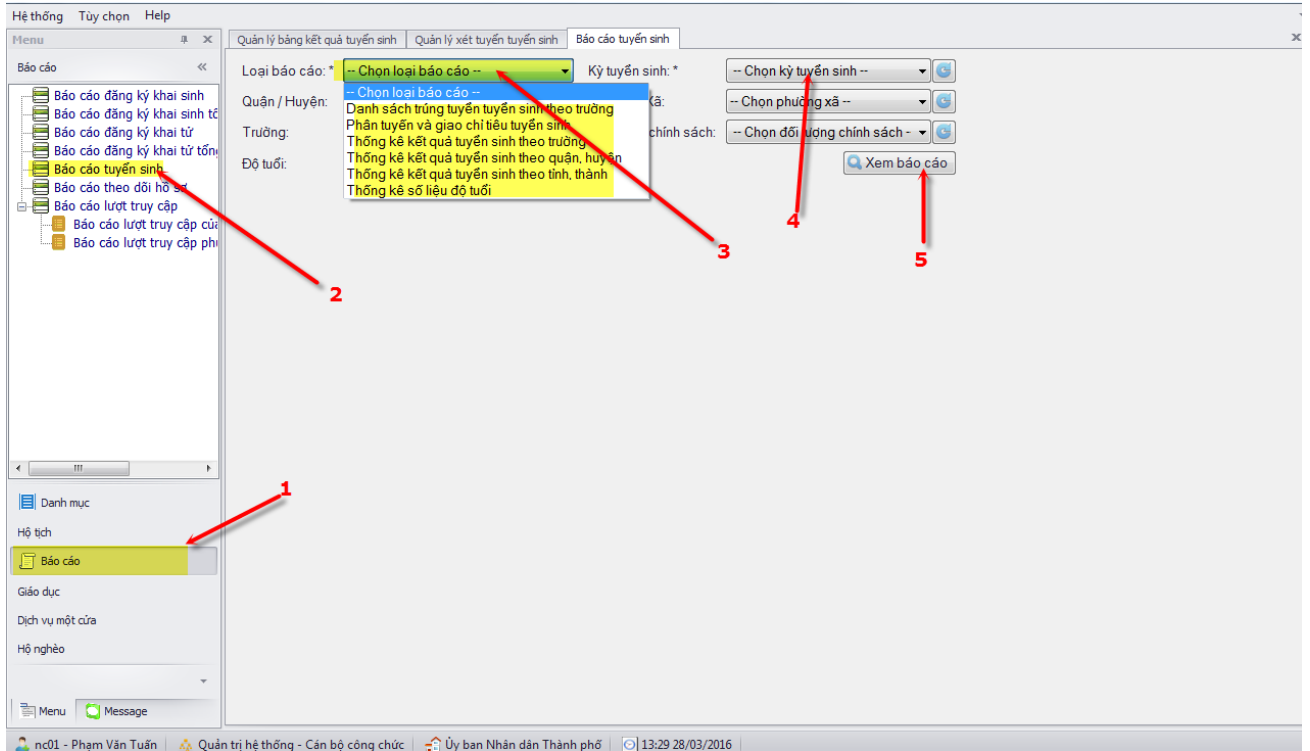 Hệ thống Tùy chọn Help
Menu
Quản lý bảng kết quả tuyển sinh Quản lý xét tuyển tuyển sinh Báo cáo tuyển sinh
Báo cáo
Báo cáo đăng ký khai sinh
Báo cáo đăng ký khai sinh tổ
Báo cáo đăng ký khai tử
Báo cáo đăng ký khai tử tổn
Báo cáo tuyển sinh
Báo cáo theo dõi hồ sơ
Báo cáo lượt truy cập
Báo cáo lượt truy cập của
Báo cáo lượt truy cập ph
Loại báo cáo: * -- Chọn loại báo cáo -- Kỳ tuyển sinh: * -- Chọn kỳ tuyển sinh --
Quận / Huyện: Xã: -- Chọn phường xã --
Trường: chính sách: -- Chọn đối tượng chính sách -
Độ tuổi: Xem báo cáo
-- Chọn loại báo cáo --
Danh sách trúng tuyển tuyển sinh theo trường
Phân tuyến và giao chỉ tiêu tuyển sinh
Thống kê kết quả tuyển sinh theo trường
Thống kê kết quả tuyển sinh theo quận, huyện
Thống kê kết quả tuyển sinh theo tỉnh, thành
Thống kê số liệu độ tuổi
4
3
5
2
1
Danh mục
Hộ tịch
Báo cáo
Giáo dục
Dịch vụ một cửa
Hộ nghèo
Menu Message
nc01 - Phạm Văn Tuấn Quản trị hệ thống - Cán bộ công chức Ủy ban Nhân dân Thành phố 13:29 28/03/2016